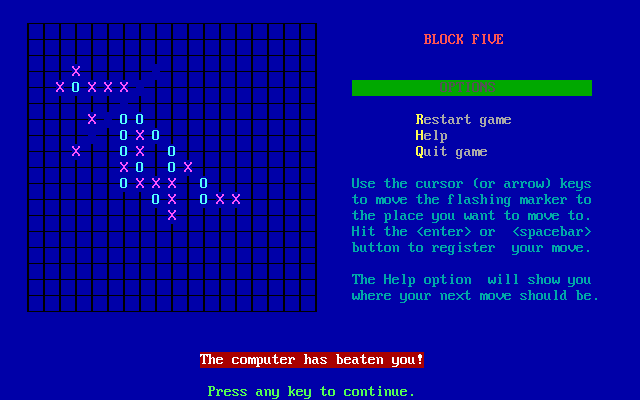 BLOCK FIVE
X
X O X X X
OPTIONS
X O O
Restart game
O X O
Help
X O X O
Quit game
X O O X
O X X X O
Use the cursor (or arrow) keys
O X O X X
to move the flashing marker to
X
the place you want to move to.
Hit the <enter> or <spacebar>
button to register your move.
The Help option will show you
where your next move should be.
The computer has beaten you!
Press any key to continue.